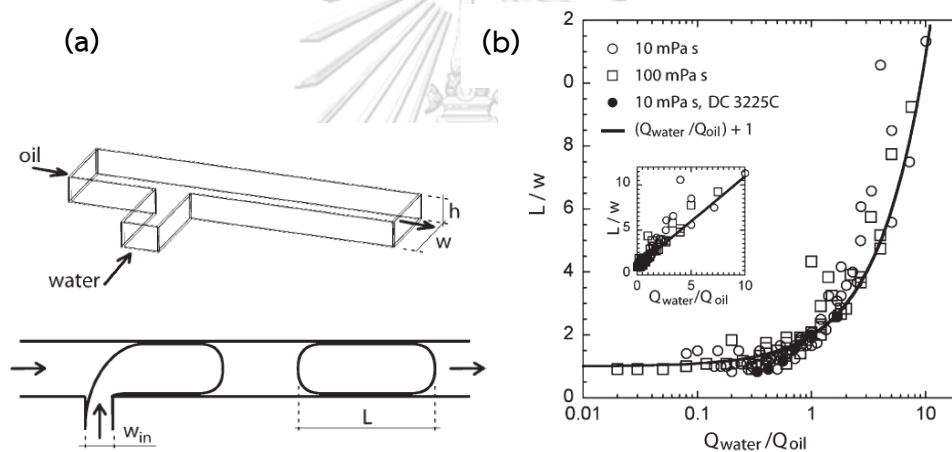 (a)
oil
water
h
w
w_in
L
(b)
○ 10 mPa s
□ 100 mPa s
● 10 mPa s, DC 3225C
(Q_water /Q_oil) + 1
L / w
2
0
8
6
4
2
0
0.01 0.1 1 10
Q_water/Q_oil
L / w
10
5
0
0 5 10
Q_water/Q_oil